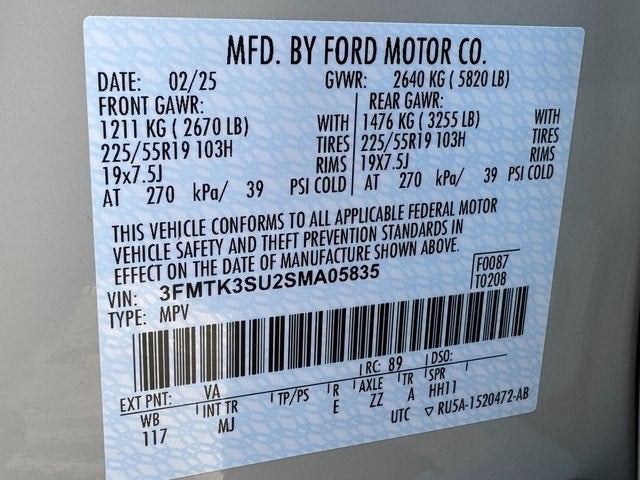 MFD. BY FORD MOTOR CO.
DATE: 02/25 GVWR: 2640 KG ( 5820 LB)
FRONT GAWR: REAR GAWR:
1211 KG ( 2670 LB) WITH 1476 KG ( 3255 LB) WITH
225/55R19 103H TIRES 225/55R19 103H TIRES
19x7.5J RIMS 19x7.5J RIMS
AT 270 kPa/ 39 PSI COLD AT 270 kPa/ 39 PSI COLD
THIS VEHICLE CONFORMS TO ALL APPLICABLE FEDERAL MOTOR
VEHICLE SAFETY AND THEFT PREVENTION STANDARDS IN
EFFECT ON THE DATE OF MANUFACTURE SHOWN ABOVE.
F0087
VIN: 3FMTK3SU2SMA05835 T0208
TYPE: MPV
EXT PNT: VA RC: 89 DSO:
WB INT TR TP/PS R AXLE TR SPR
117 MJ E ZZ A HH11
UTC ▽ RU5A-1520472-AB